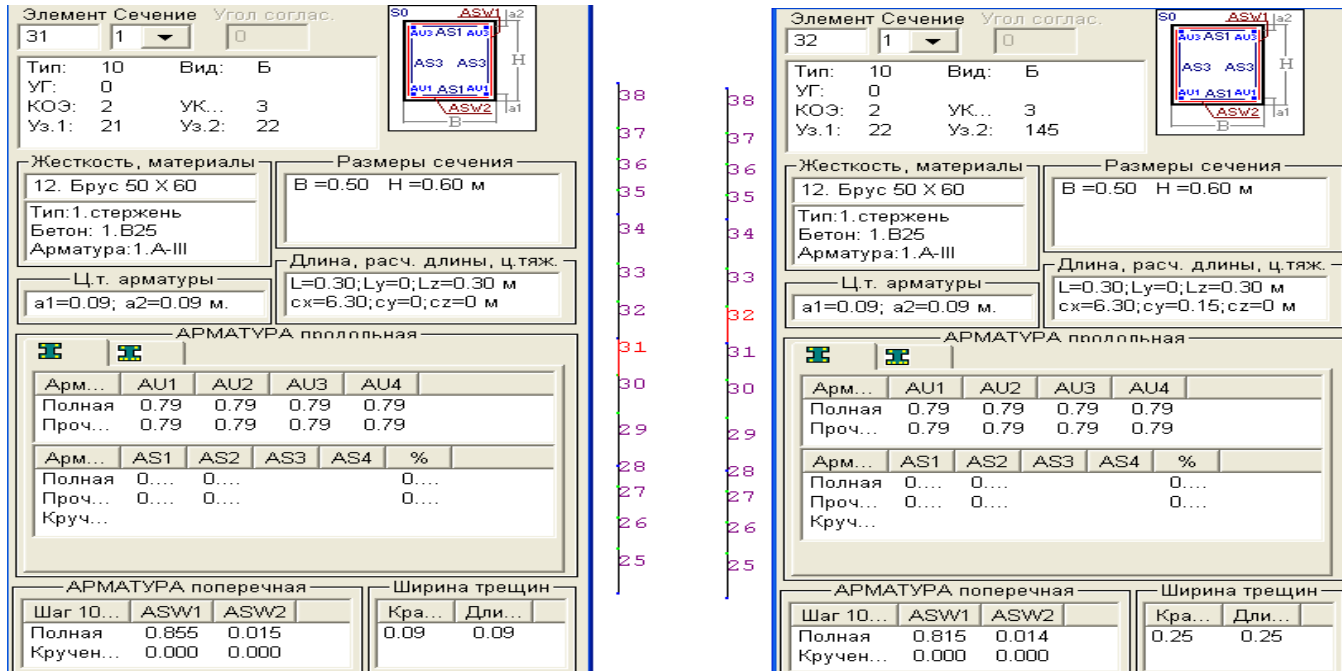 Элемент Сечение Угол соглас.
31 1 0
S0 ASW1 a2
AU3 AS1 AU3
AS3 AS3 H
AU1 AS1 AU1
ASW2 a1
B
Тип: 10 Вид: Б
УГ: 0
КОЭ: 2 УК... 3
Уз.1: 21 Уз.2: 22
Жесткость, материалы
12. Брус 50 X 60
Тип:1.стержень
Бетон: 1.B25
Арматура:1.A-III
Размеры сечения
B =0.50 H =0.60 м
Ц.т. арматуры
a1=0.09; a2=0.09 м.
Длина, расч. длины, ц.тяж.
L=0.30;Ly=0;Lz=0.30 м
cx=6.30;cy=0;cz=0 м
АРМАТУРА продольная
Арм... AU1 AU2 AU3 AU4
Полная 0.79 0.79 0.79 0.79
Проч... 0.79 0.79 0.79 0.79
Арм... AS1 AS2 AS3 AS4 %
Полная 0.... 0.... 0....
Проч... 0.... 0.... 0....
Круч...
АРМАТУРА поперечная
Шаг 10... ASW1 ASW2
Полная 0.855 0.015
Кручен... 0.000 0.000
Ширина трещин
Кра... Дли...
0.09 0.09
38
37
36
35
34
33
32
31
30
29
28
27
26
25
38
37
36
35
34
33
32
31
30
29
28
27
26
25
Элемент Сечение Угол соглас.
32 1 0
S0 ASW1 a2
AU3 AS1 AU3
AS3 AS3 H
AU1 AS1 AU1
ASW2 a1
B
Тип: 10 Вид: Б
УГ: 0
КОЭ: 2 УК... 3
Уз.1: 22 Уз.2: 145
Жесткость, материалы
12. Брус 50 X 60
Тип:1.стержень
Бетон: 1.B25
Арматура:1.A-III
Размеры сечения
B =0.50 H =0.60 м
Ц.т. арматуры
a1=0.09; a2=0.09 м.
Длина, расч. длины, ц.тяж.
L=0.30;Ly=0;Lz=0.30 м
cx=6.30;cy=0.15;cz=0 м
АРМАТУРА продольная
Арм... AU1 AU2 AU3 AU4
Полная 0.79 0.79 0.79 0.79
Проч... 0.79 0.79 0.79 0.79
Арм... AS1 AS2 AS3 AS4 %
Полная 0.... 0.... 0....
Проч... 0.... 0.... 0....
Круч...
АРМАТУРА поперечная
Шаг 10... ASW1 ASW2
Полная 0.815 0.014
Кручен... 0.000 0.000
Ширина трещин
Кра... Дли...
0.25 0.25